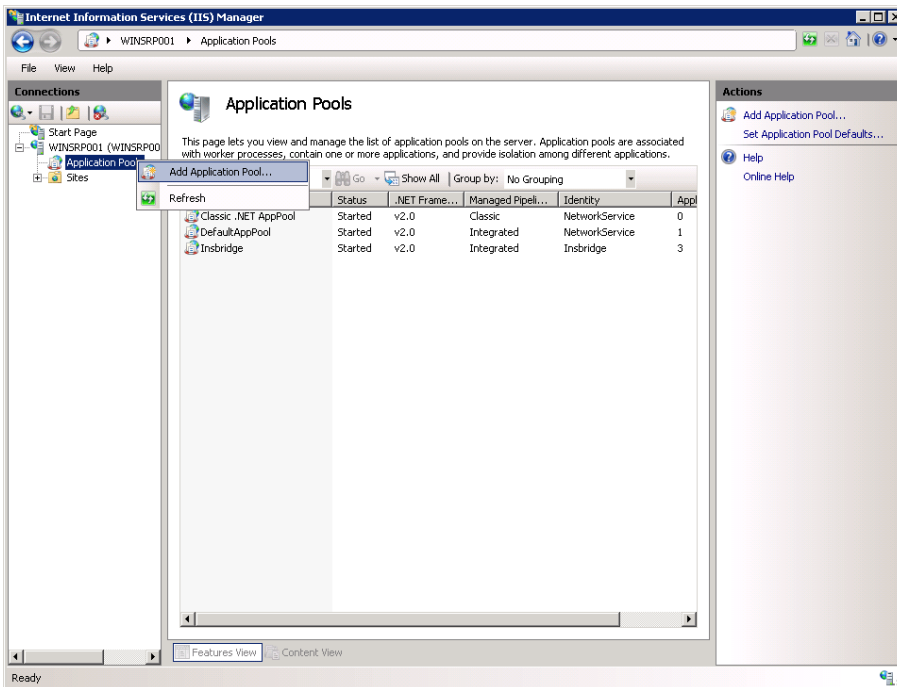 Internet Information Services (IIS) Manager
WINSRP001 Application Pools
File View Help
Connections
Start Page
WINSRP001 (WINSRP00
Application Pools
Sites
Add Application Pool...
Refresh
Application Pools
This page lets you view and manage the list of application pools on the server. Application pools are associated
with worker processes, contain one or more applications, and provide isolation among different applications.
Go Show All Group by: No Grouping
Status .NET Frame... Managed Pipeli... Identity Appl
Classic .NET AppPool Started v2.0 Classic NetworkService 0
DefaultAppPool Started v2.0 Integrated NetworkService 1
Insbridge Started v2.0 Integrated Insbridge 3
Features View Content View
Actions
Add Application Pool...
Set Application Pool Defaults...
Help
Online Help
Ready